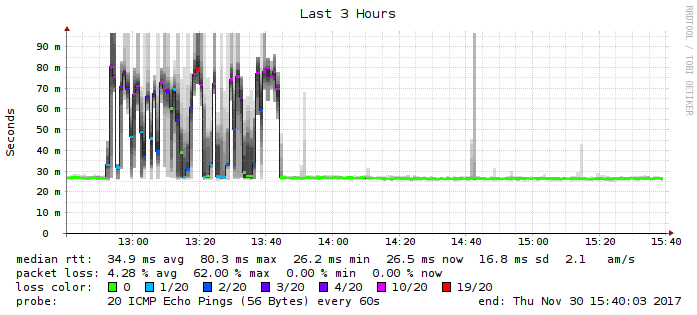 Last 3 Hours
RRDTOOL / TOBI OETIKER
Seconds
90 m
80 m
70 m
60 m
50 m
40 m
30 m
20 m
10 m
0
13:00 13:20 13:40 14:00 14:20 14:40 15:00 15:20 15:40
median rtt: 34.9 ms avg 80.3 ms max 26.2 ms min 26.5 ms now 16.8 ms sd 2.1 am/s
packet loss: 4.28 % avg 62.00 % max 0.00 % min 0.00 % now
loss color: 0 1/20 2/20 3/20 4/20 10/20 19/20
probe: 20 ICMP Echo Pings (56 Bytes) every 60s end: Thu Nov 30 15:40:03 2017